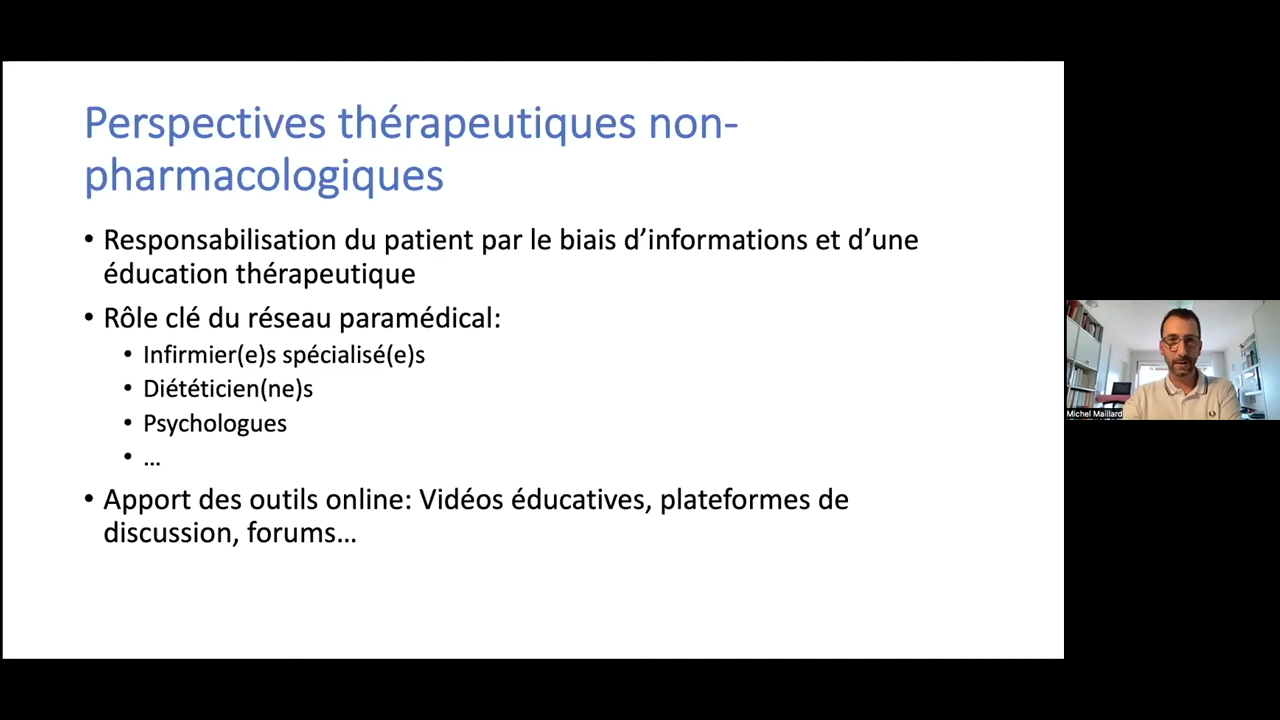 Perspectives thérapeutiques non-
pharmacologiques
• Responsabilisation du patient par le biais d’informations et d’une
éducation thérapeutique
• Rôle clé du réseau paramédical:
• Infirmier(e)s spécialisé(e)s
• Diététicien(ne)s
• Psychologues
• …
• Apport des outils online: Vidéos éducatives, plateformes de
discussion, forums…
Michel Maillard